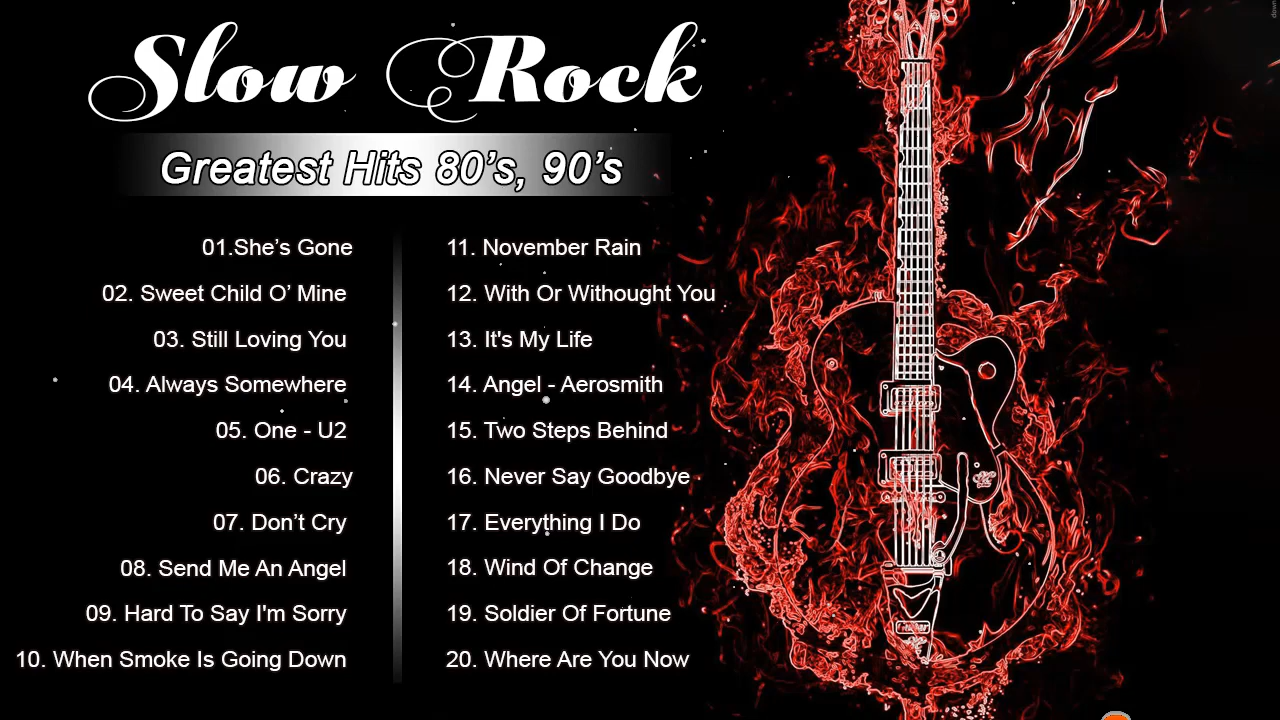 Slow Rock
Greatest Hits 80’s, 90’s
01.She’s Gone
02. Sweet Child O’ Mine
03. Still Loving You
04. Always Somewhere
05. One - U2
06. Crazy
07. Don’t Cry
08. Send Me An Angel
09. Hard To Say I'm Sorry
10. When Smoke Is Going Down
11. November Rain
12. With Or Withought You
13. It's My Life
14. Angel - Aerosmith
15. Two Steps Behind
16. Never Say Goodbye
17. Everything I Do
18. Wind Of Change
19. Soldier Of Fortune
20. Where Are You Now